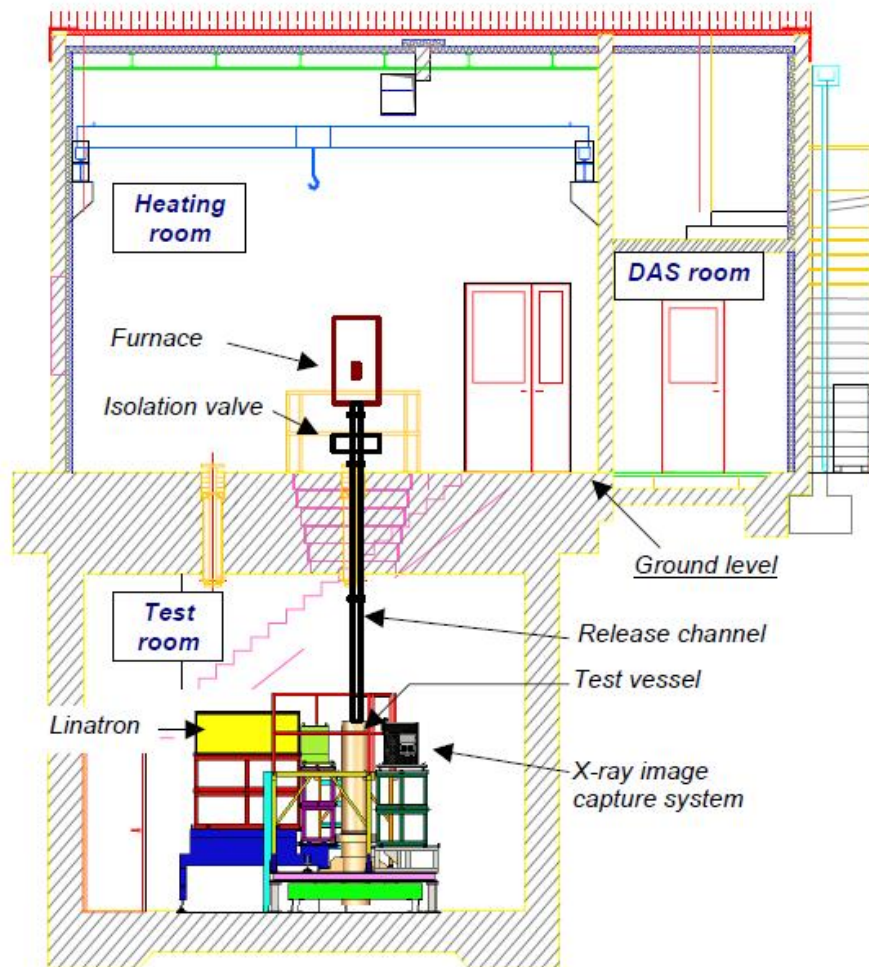 Heating
room
DAS room
Furnace
Isolation valve
Ground level
Test
room
Release channel
Test vessel
Linatron
X-ray image
capture system